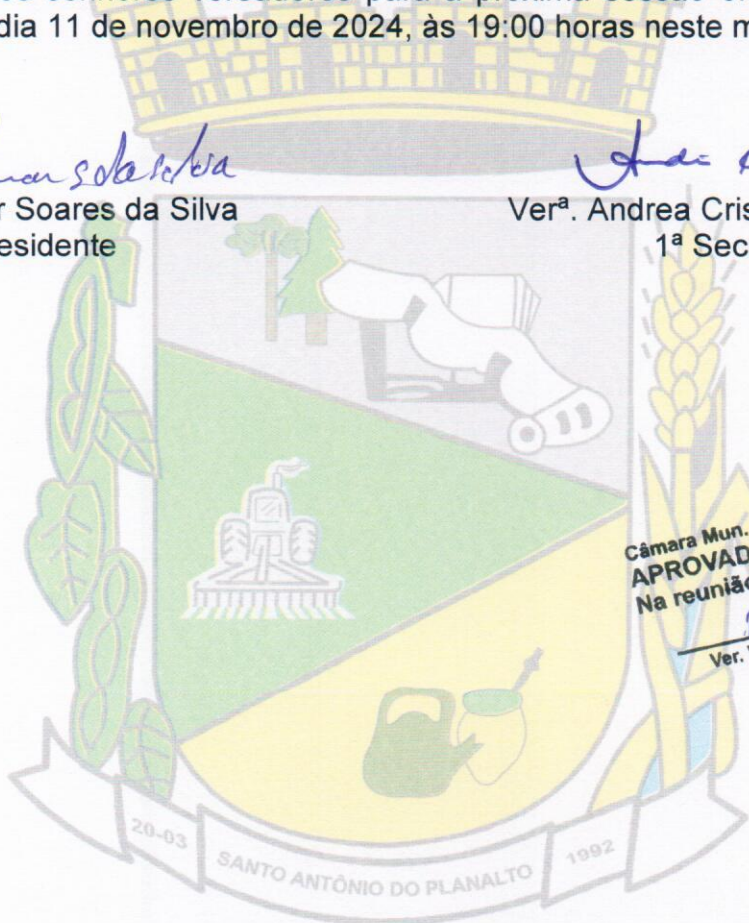 dia 11 de novembro de 2024, às 19:00 horas neste m
r Soares da Silva
Verª. Andrea Cris
esidente
1ª Sec
Câmara Mun.
APROVAD
Na reunião
Ver.
20-03
SANTO ANTÔNIO DO PLANALTO
1992